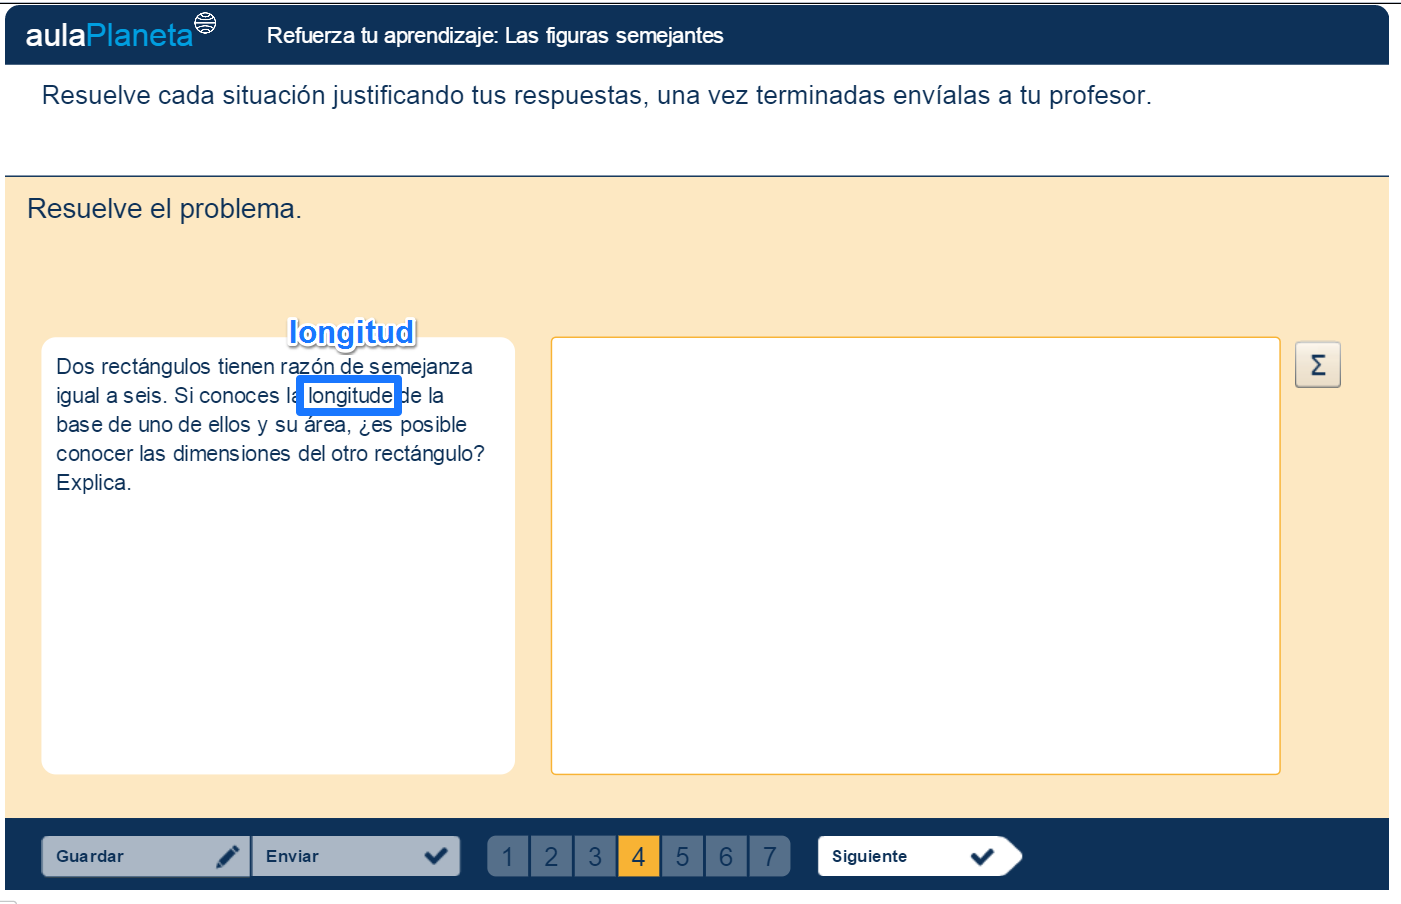 aulaPlaneta Refuerza tu aprendizaje: Las figuras semejantes
Resuelve cada situación justificando tus respuestas, una vez terminadas envíalas a tu profesor.
Resuelve el problema.
longitud
Dos rectángulos tienen razón de semejanza
igual a seis. Si conoces la longitude de la
base de uno de ellos y su área, ¿es posible
conocer las dimensiones del otro rectángulo?
Explica.
Σ
Guardar Enviar 1 2 3 4 5 6 7 Siguiente